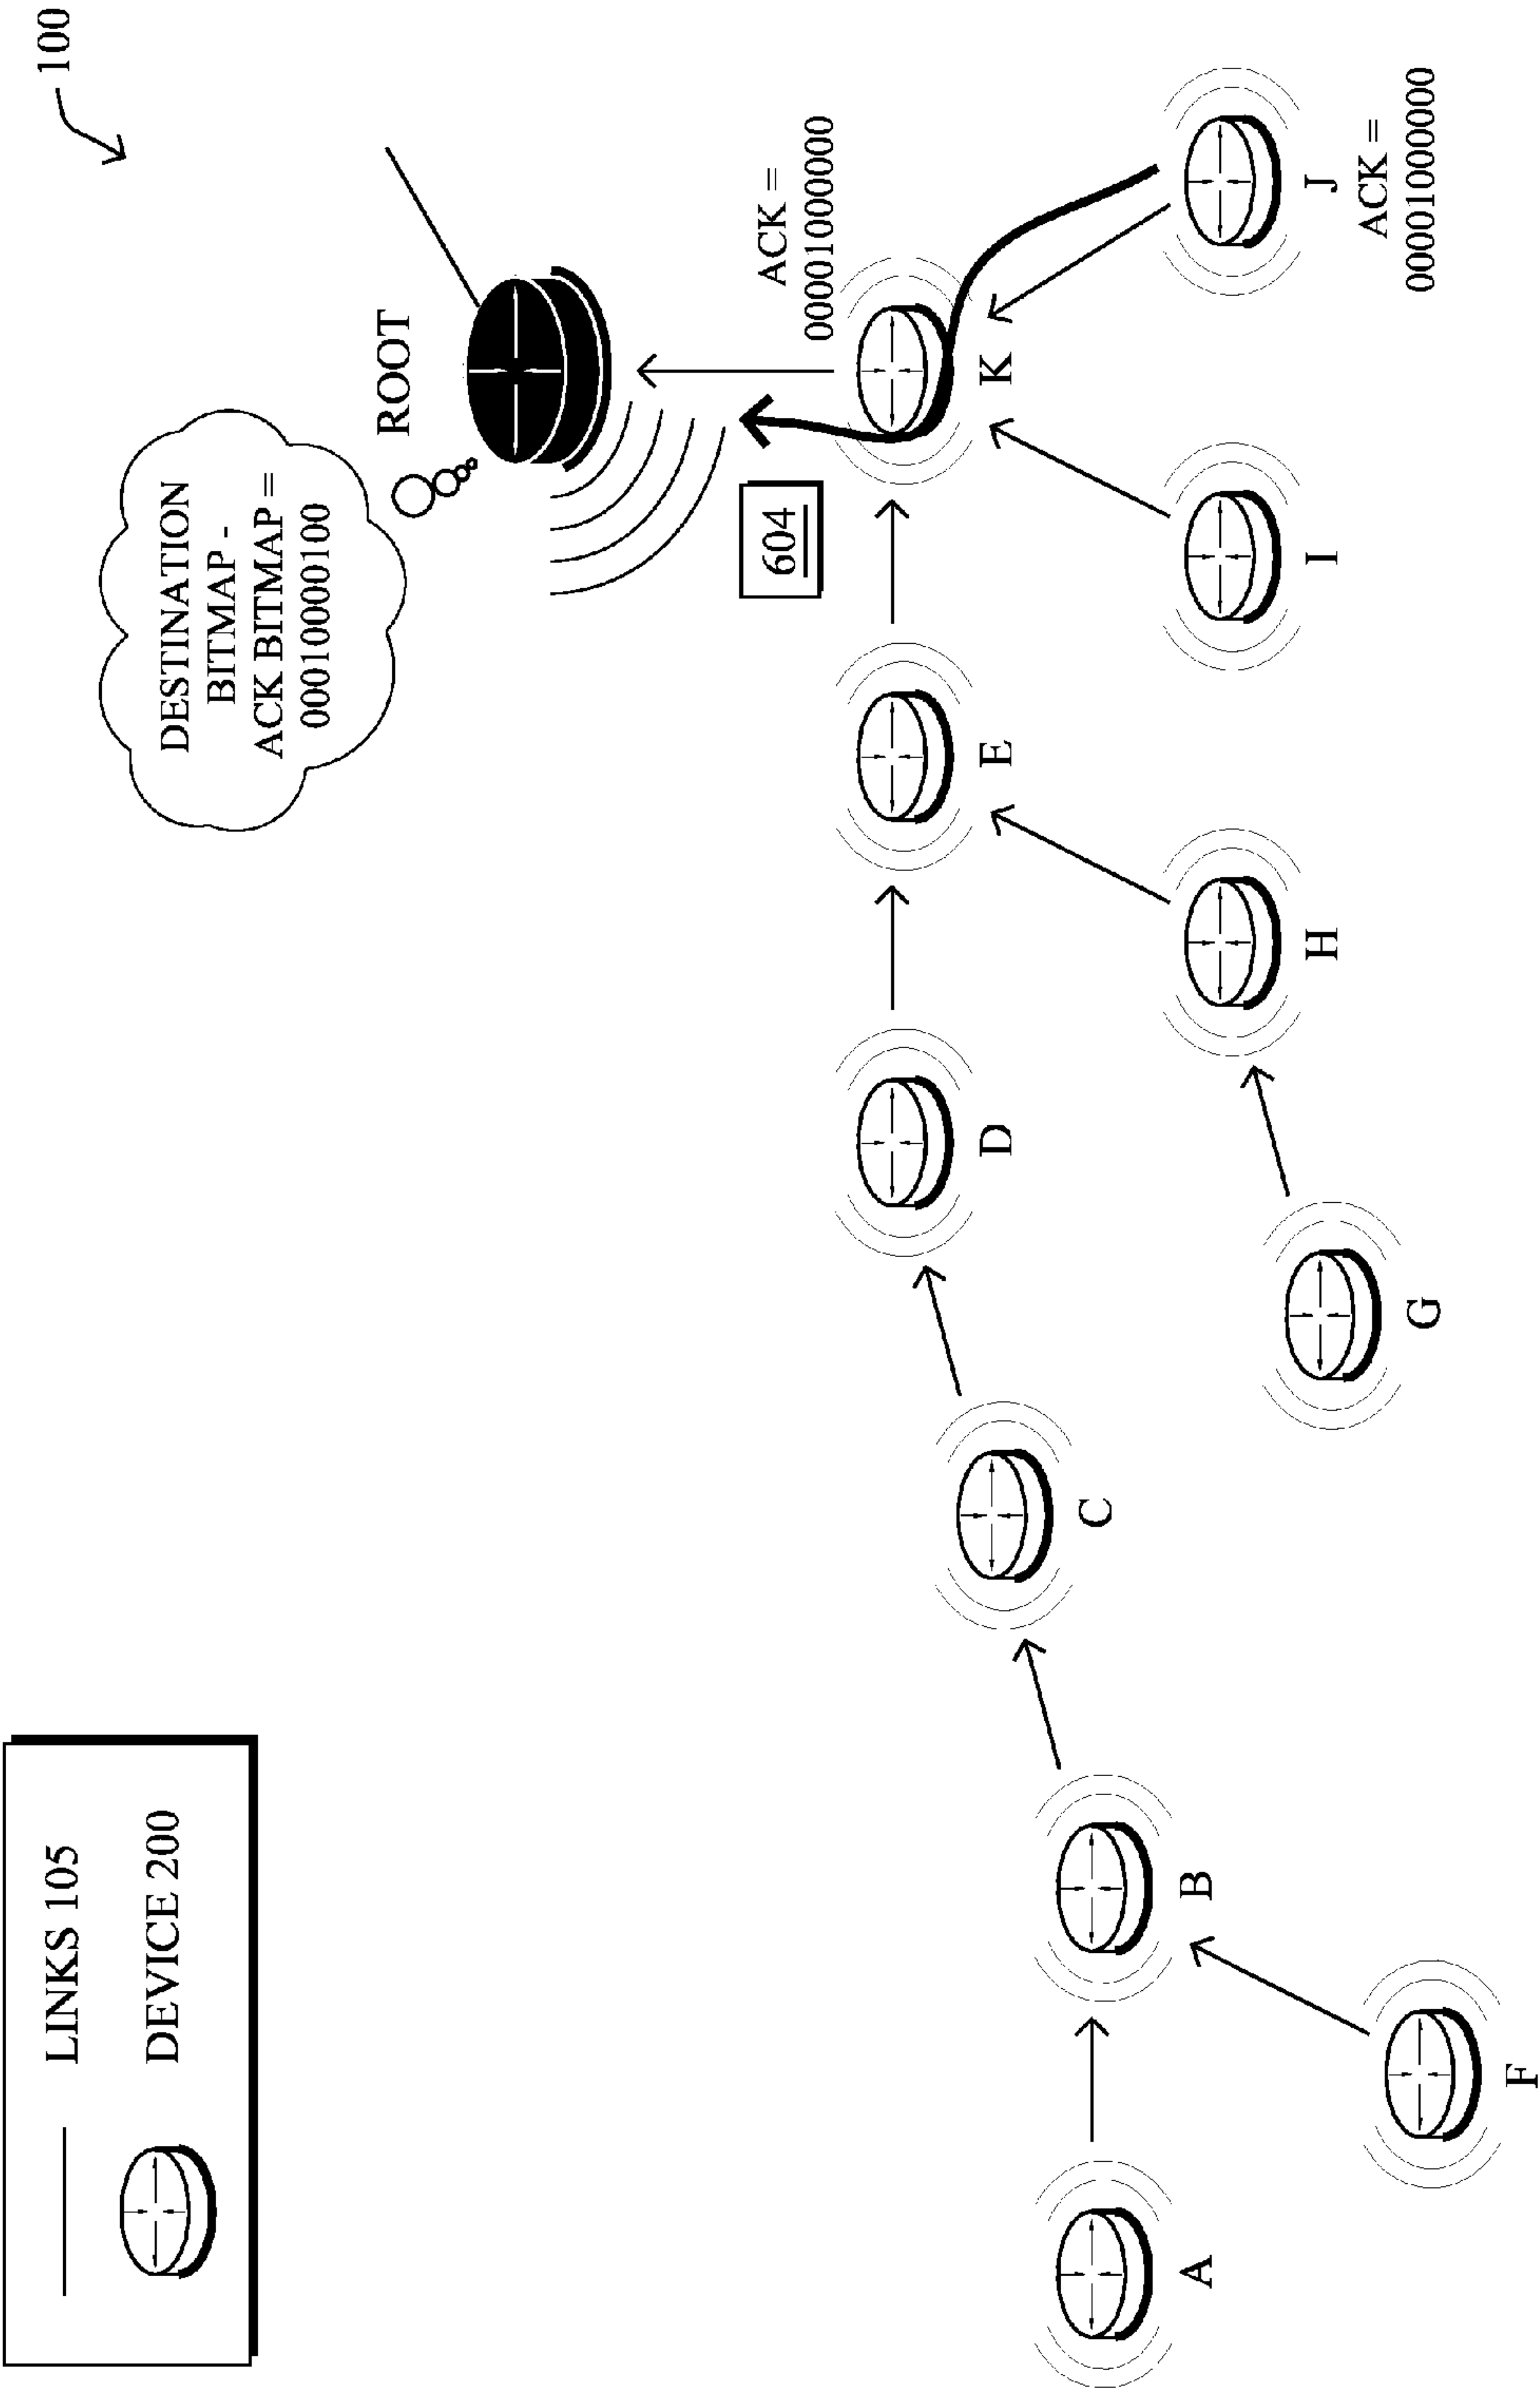 100
LINKS 105
DEVICE 200
DESTINATION
BITMAP -
ACK BITMAP =
00010000100
ROOT
604
ACK =
00001000000
K
E
D
C
B
A
J
ACK =
00001000000
I
H
G
F